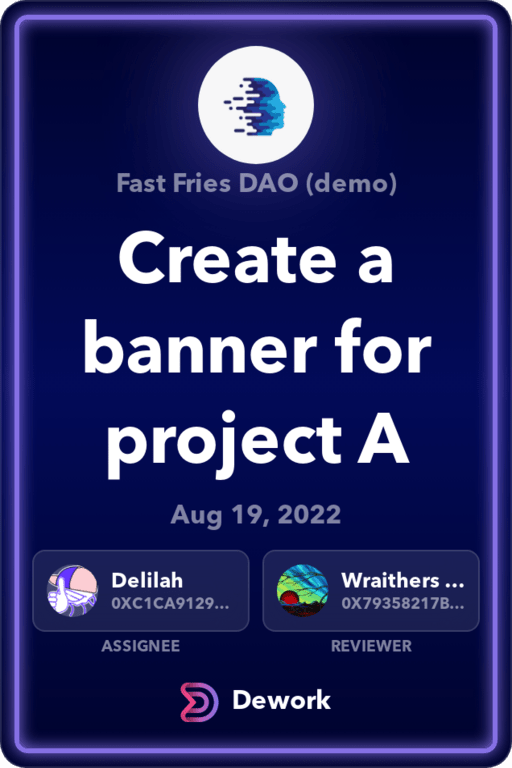 Fast Fries DAO (demo)
Create a
banner for
project A
Aug 19, 2022
Delilah
0XC1CA9129...
ASSIGNEE
Wraithers ...
0X79358217B...
REVIEWER
Dework